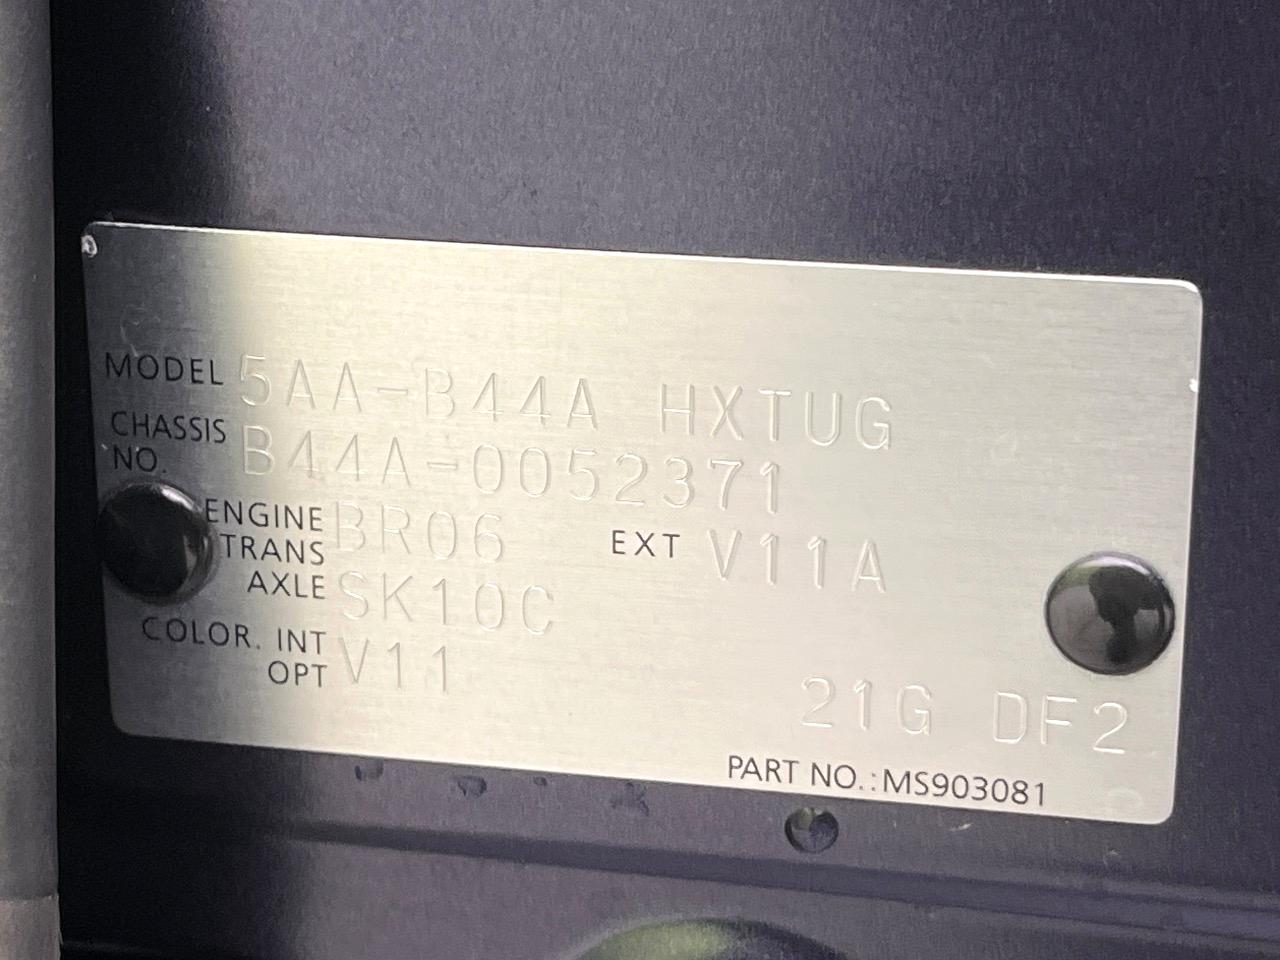 MODEL 5AA-B44A HXTUG
CHASSIS NO. B44A-0052371
ENGINE BR06 EXT V11A
TRANS AXLE SK10C
COLOR. INT V11
OPT
21G DF2
PART NO.:MS903081